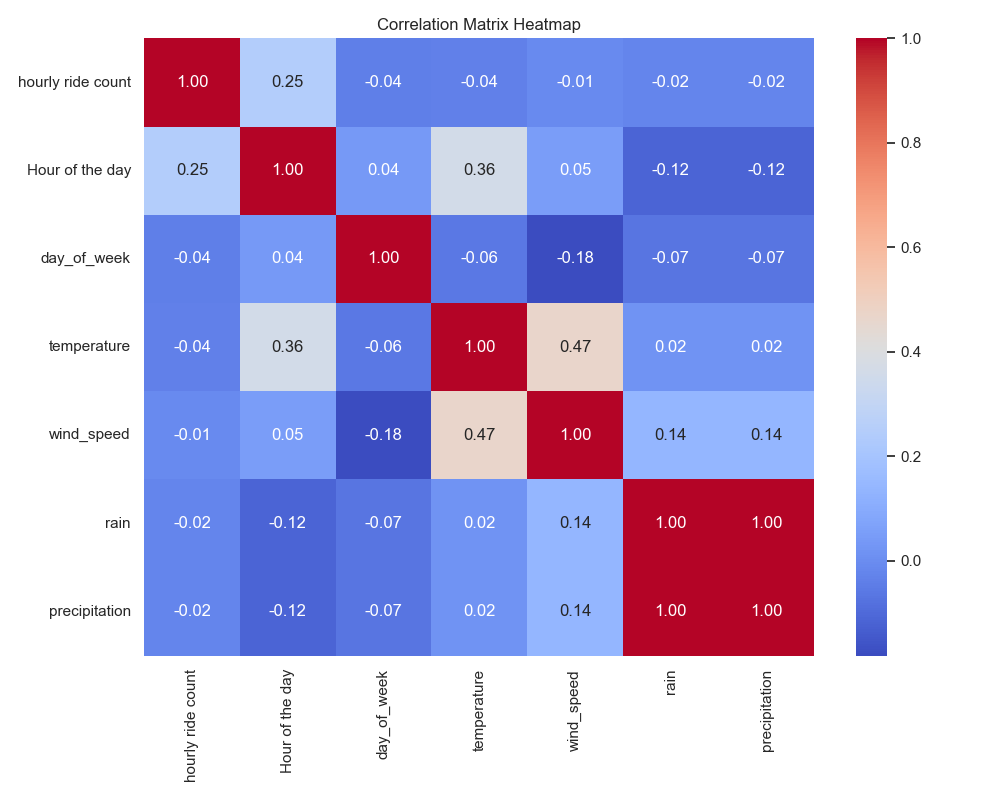 Correlation Matrix Heatmap
hourly ride count 1.00 0.25 -0.04 -0.04 -0.01 -0.02 -0.02
Hour of the day 0.25 1.00 0.04 0.36 0.05 -0.12 -0.12
day_of_week -0.04 0.04 1.00 -0.06 -0.18 -0.07 -0.07
temperature -0.04 0.36 -0.06 1.00 0.47 0.02 0.02
wind_speed -0.01 0.05 -0.18 0.47 1.00 0.14 0.14
rain -0.02 -0.12 -0.07 0.02 0.14 1.00 1.00
precipitation -0.02 -0.12 -0.07 0.02 0.14 1.00 1.00
hourly ride count
Hour of the day
day_of_week
temperature
wind_speed
rain
precipitation
1.0
0.8
0.6
0.4
0.2
0.0